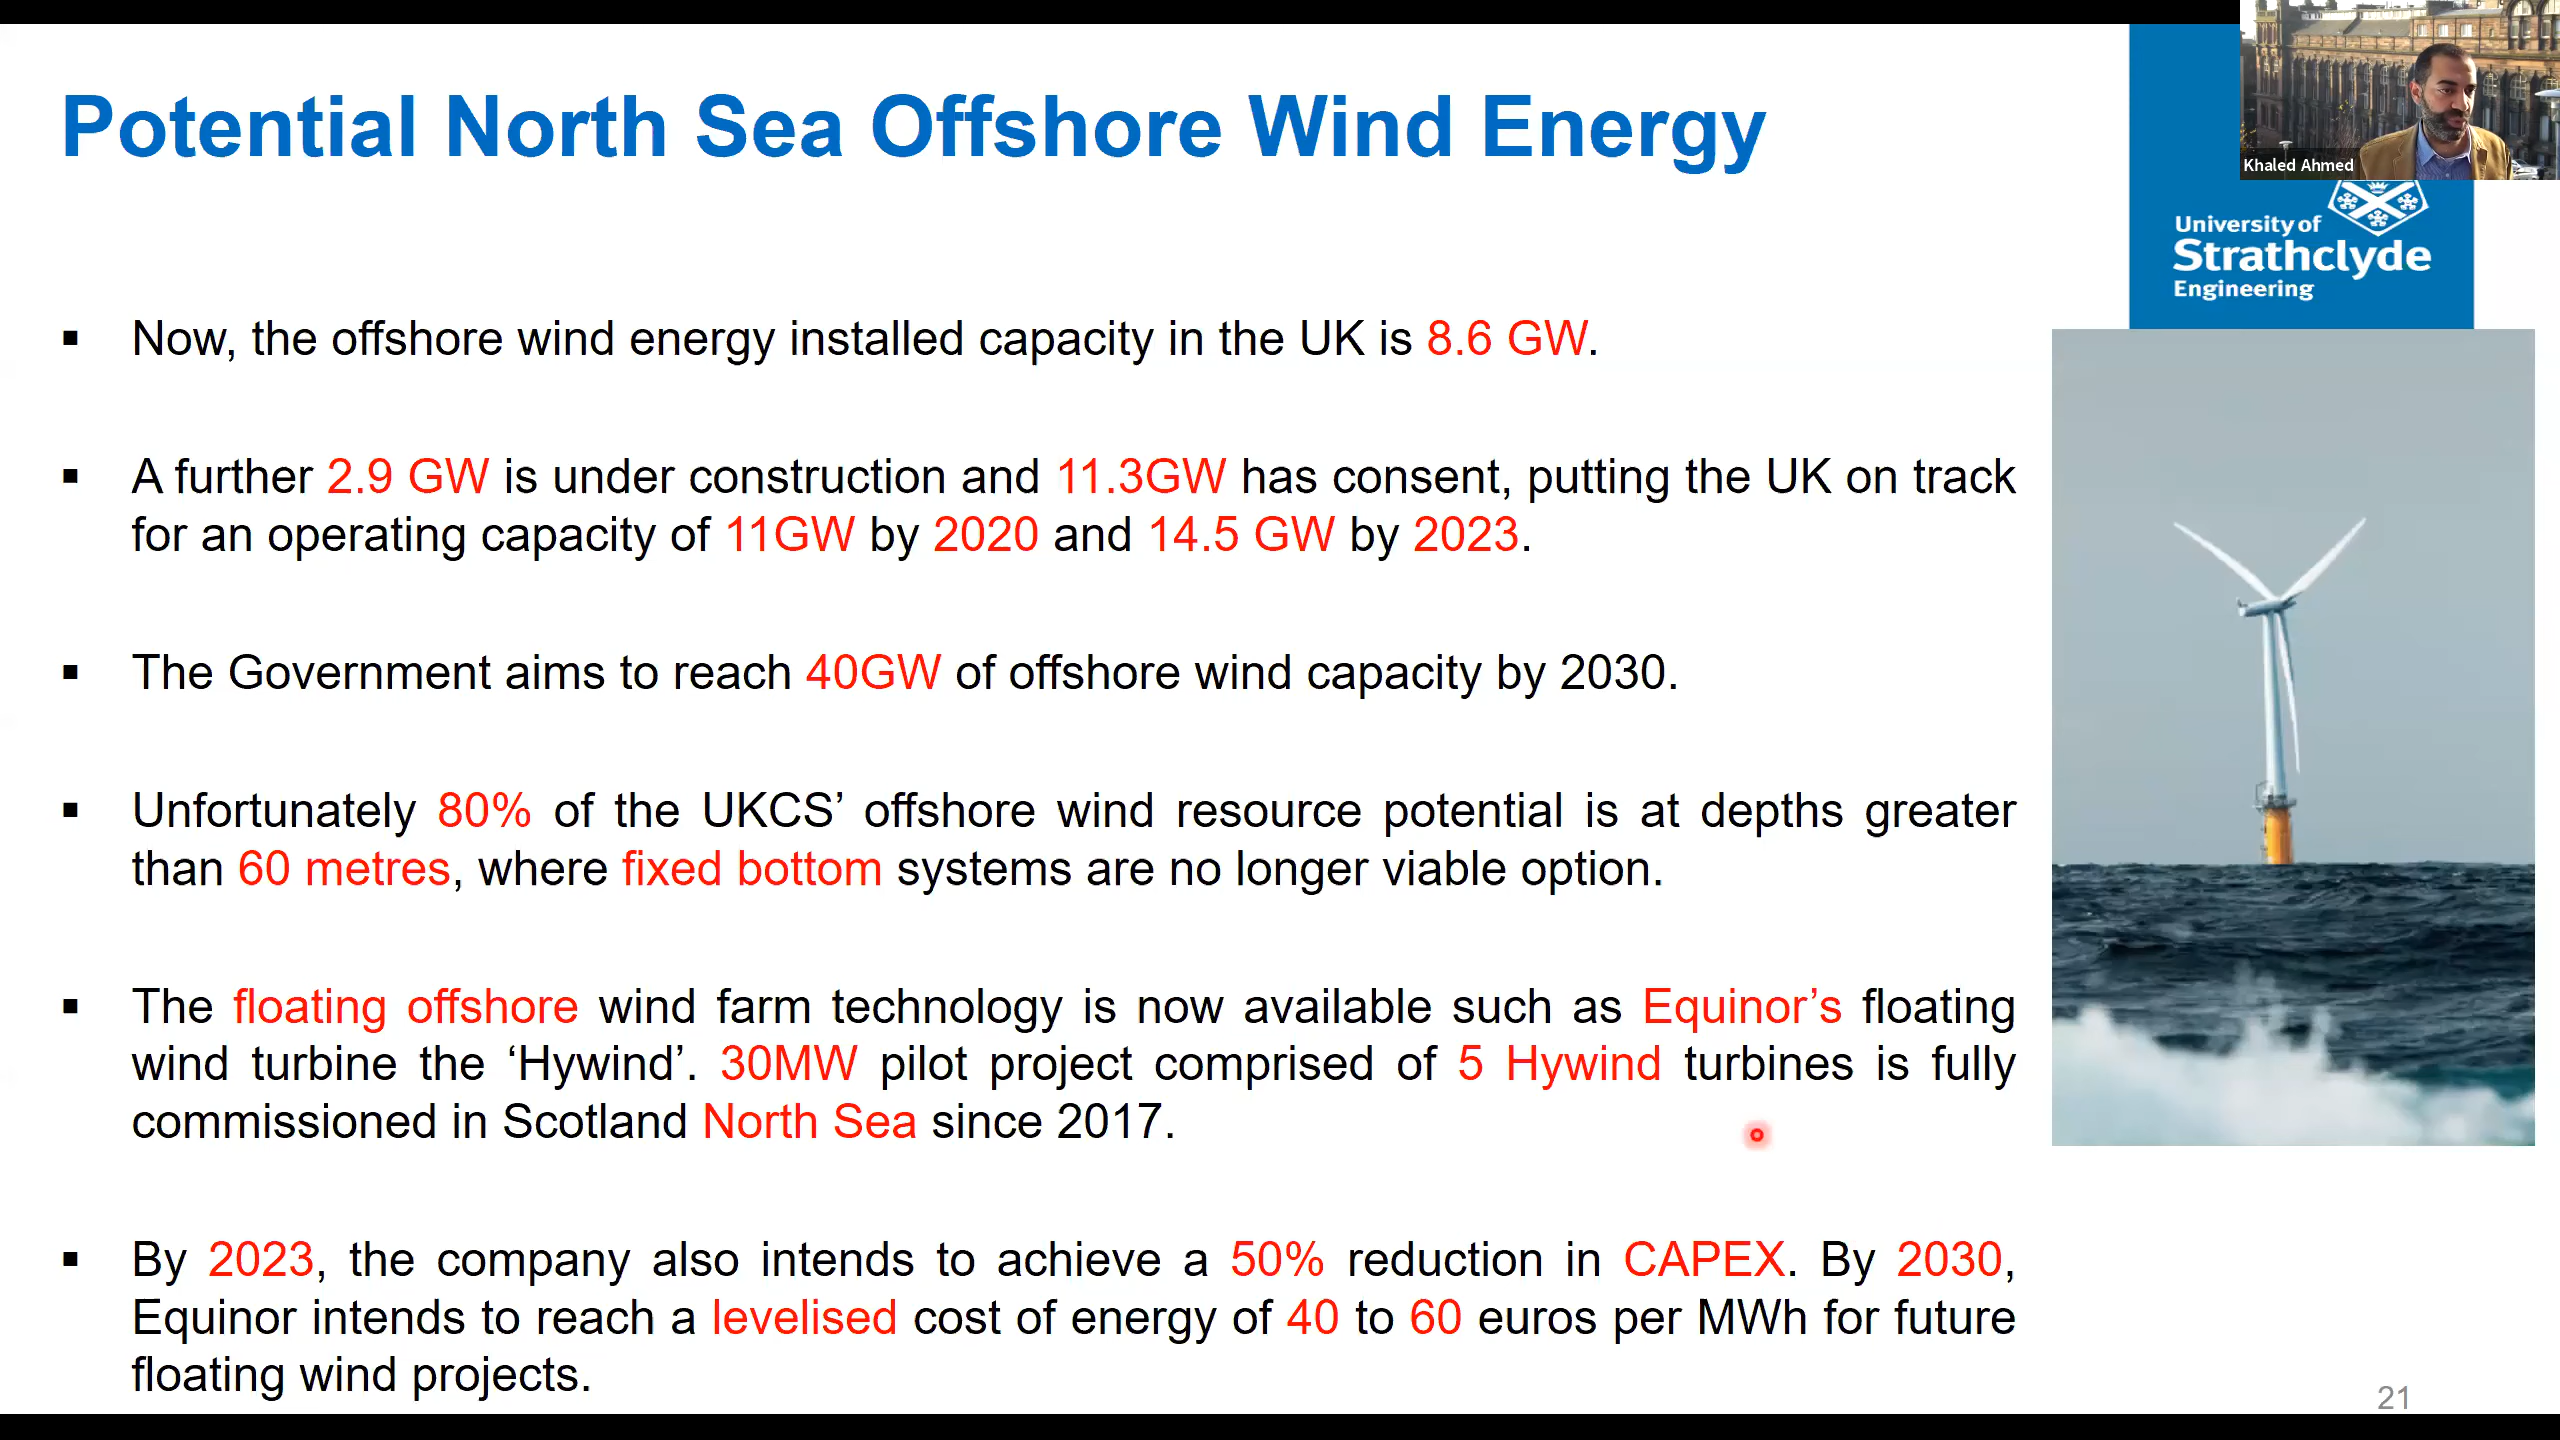 Potential North Sea Offshore Wind Energy
Khaled Ahmed
University of
Strathclyde
Engineering
▪ Now, the offshore wind energy installed capacity in the UK is 8.6 GW.
▪ A further 2.9 GW is under construction and 11.3GW has consent, putting the UK on track
for an operating capacity of 11GW by 2020 and 14.5 GW by 2023.
▪ The Government aims to reach 40GW of offshore wind capacity by 2030.
▪ Unfortunately 80% of the UKCS’ offshore wind resource potential is at depths greater
than 60 metres, where fixed bottom systems are no longer viable option.
▪ The floating offshore wind farm technology is now available such as Equinor’s floating
wind turbine the ‘Hywind’. 30MW pilot project comprised of 5 Hywind turbines is fully
commissioned in Scotland North Sea since 2017.
▪ By 2023, the company also intends to achieve a 50% reduction in CAPEX. By 2030,
Equinor intends to reach a levelised cost of energy of 40 to 60 euros per MWh for future
floating wind projects.
21